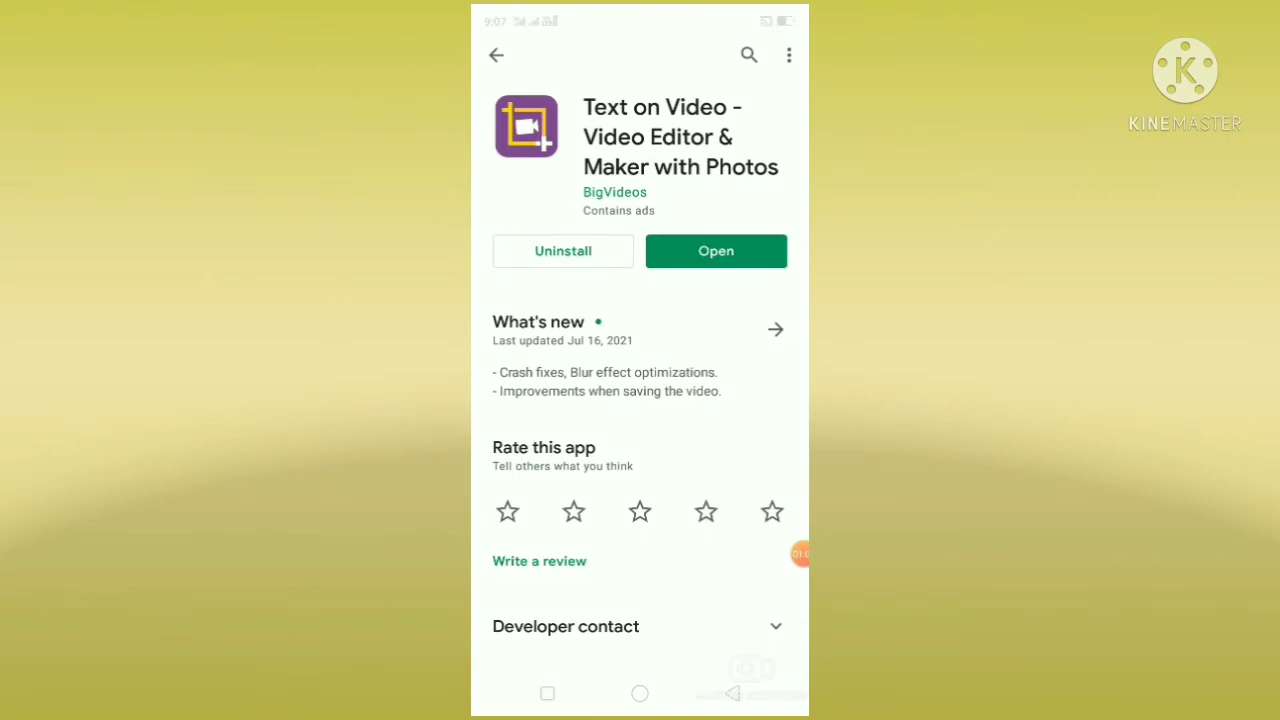 9:07
K
KINEMASTER
Text on Video -
Video Editor &
Maker with Photos
BigVideos
Contains ads
Uninstall
Open
What's new
Last updated Jul 16, 2021
- Crash fixes, Blur effect optimizations.
- Improvements when saving the video.
Rate this app
Tell others what you think
Write a review
Developer contact